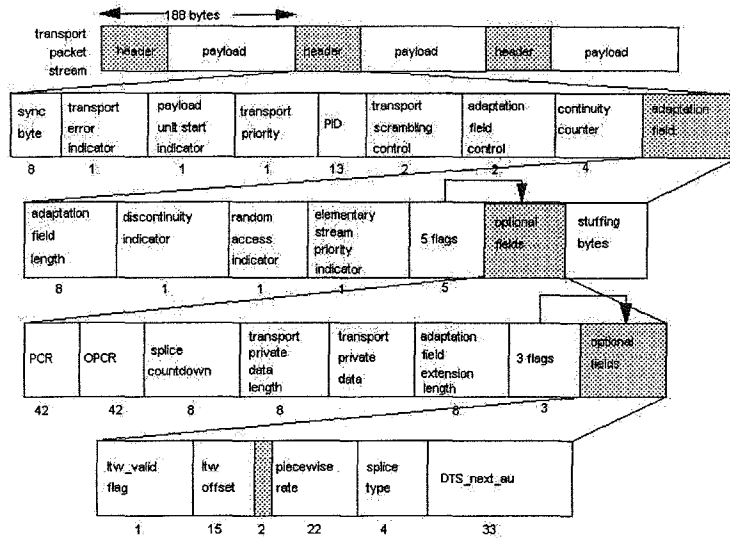 188 bytes
transport packet stream
header
payload
header
payload
header
payload
sync byte
transport error indicator
payload unit start indicator
transport priority
PID
transport scrambling control
adaptation field control
continuity counter
adaptation field
8 1 1 1 13 2 2 4
adaptation field length
discontinuity indicator
random access indicator
elementary stream priority indicator
5 flags
optional fields
stuffing bytes
8 1 1 1 5
PCR
OPCR
splice countdown
transport private data length
transport private data
adaptation field extension length
3 flags
optional fields
42 42 8 8 8 3
ltw_valid flag
ltw offset
piecewise rate
splice type
DTS_next_au
1 15 2 22 4 33